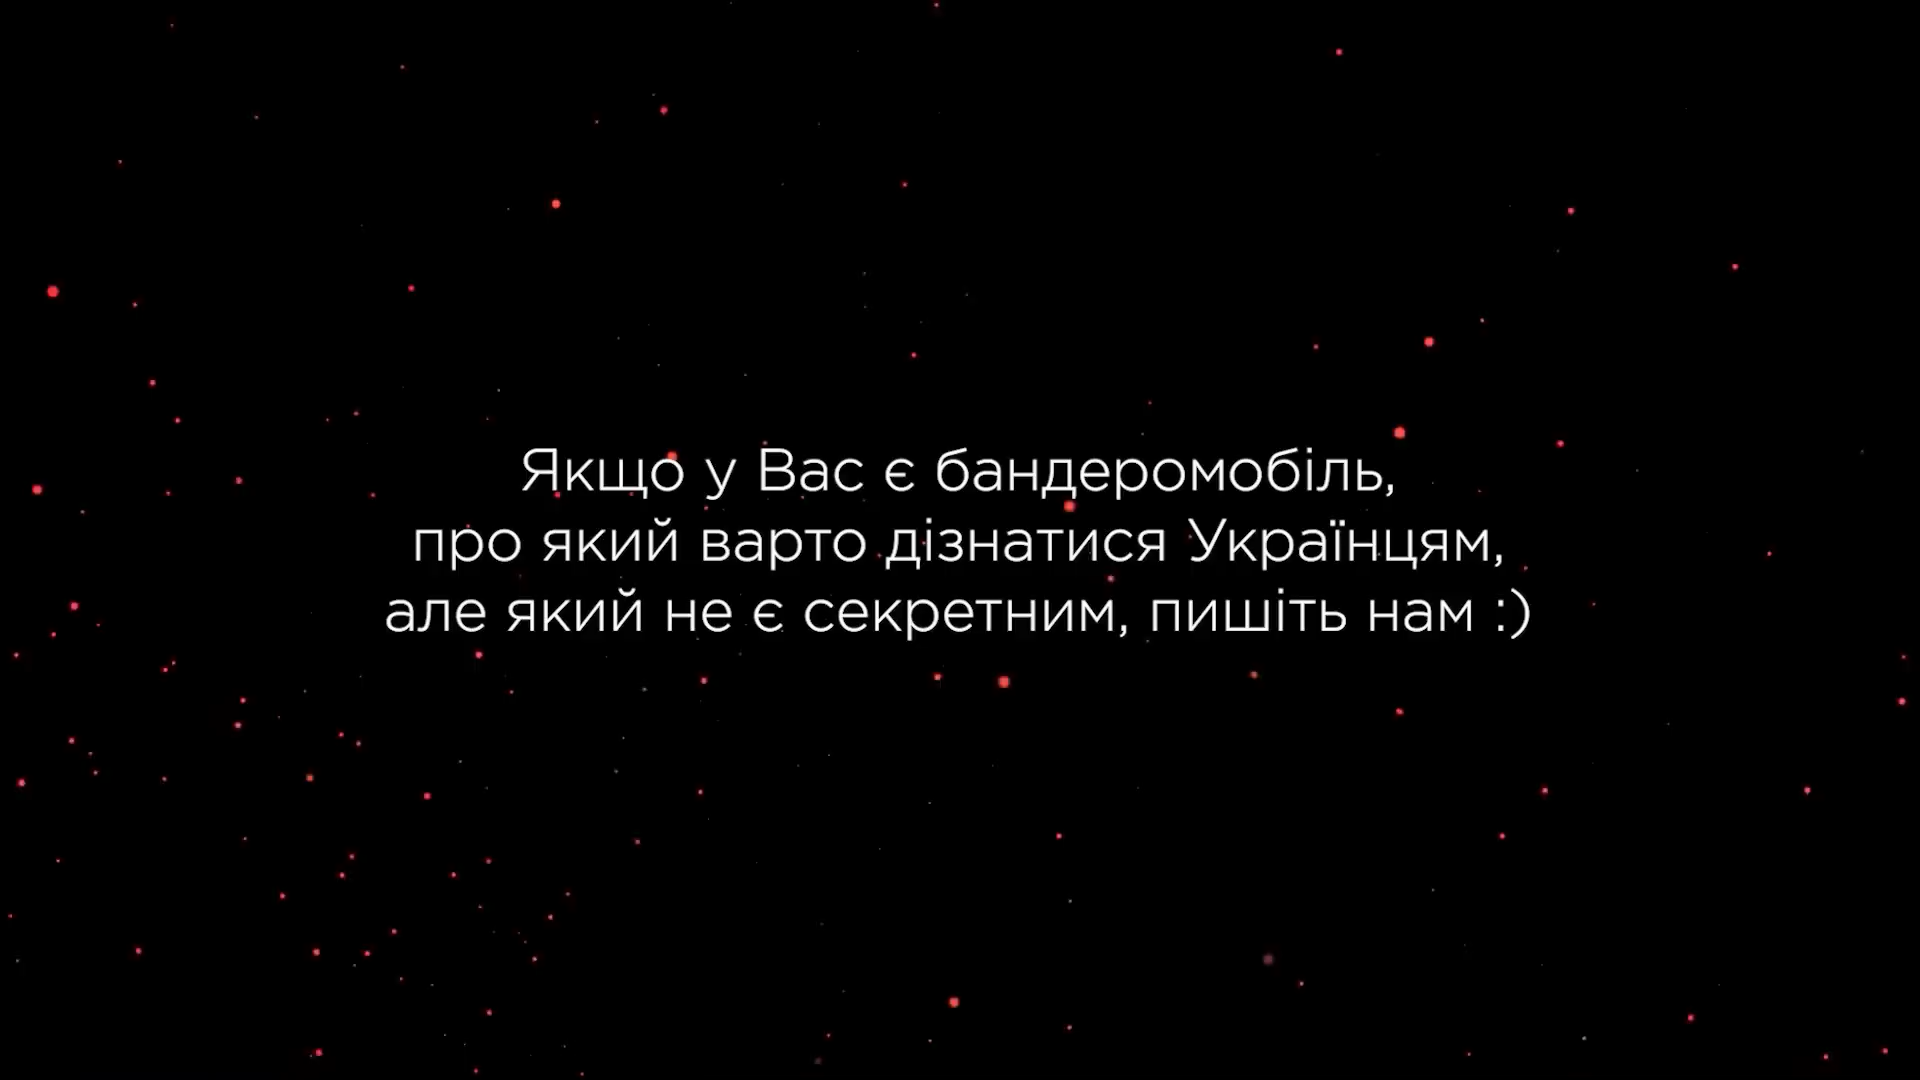 Якщо у Вас є бандеромобіль,
про який варто дізнатися Українцям,
але який не є секретним, пишіть нам :)